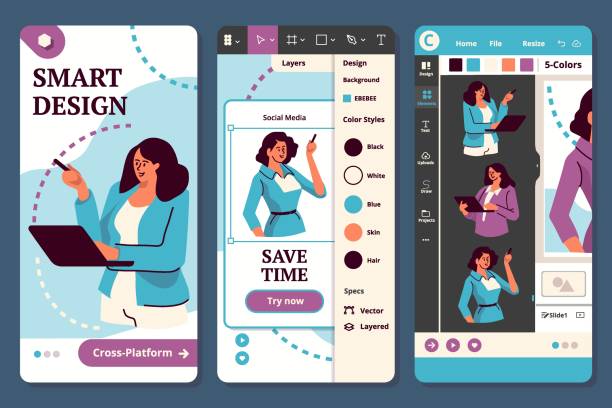 SMART
DESIGN
Cross-Platform
T
Layers
Design
Background
EBEBEE
Social Media
Color Styles
Black
White
Blue
Skin
Hair
SAVE
TIME
Try now
Specs
Vector
Layered
C
Home File Resize
5-Colors
Design
Elements
T
Text
Uploads
Draw
Projects
Slide1